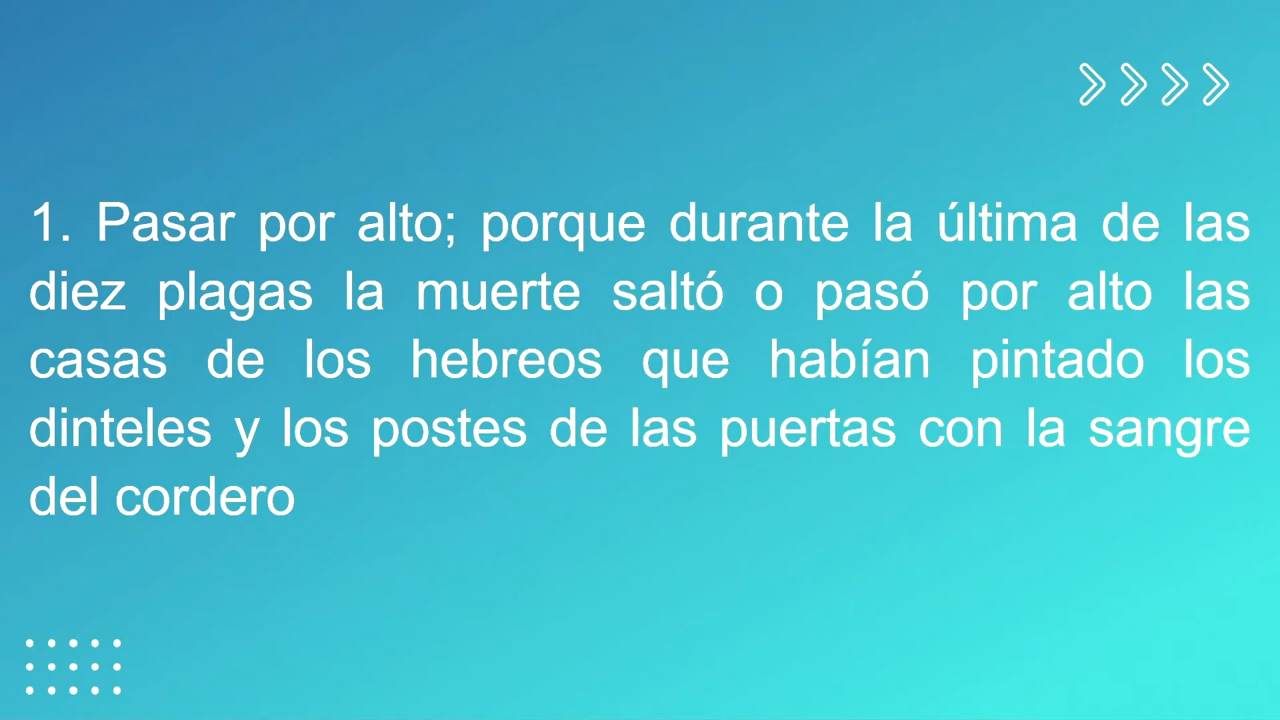 1. Pasar por alto; porque durante la última de las
diez plagas la muerte saltó o pasó por alto las
casas de los hebreos que habían pintado los
dinteles y los postes de las puertas con la sangre
del cordero